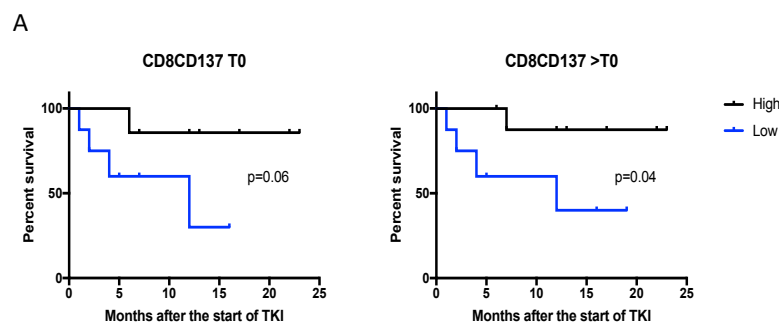 A
CD8CD137 T0
Percent survival
100
50
0
0 5 10 15 20 25
p=0.06
Months after the start of TKI
CD8CD137 >T0
Percent survival
100
50
0
0 5 10 15 20 25
p=0.04
Months after the start of TKI
High
Low